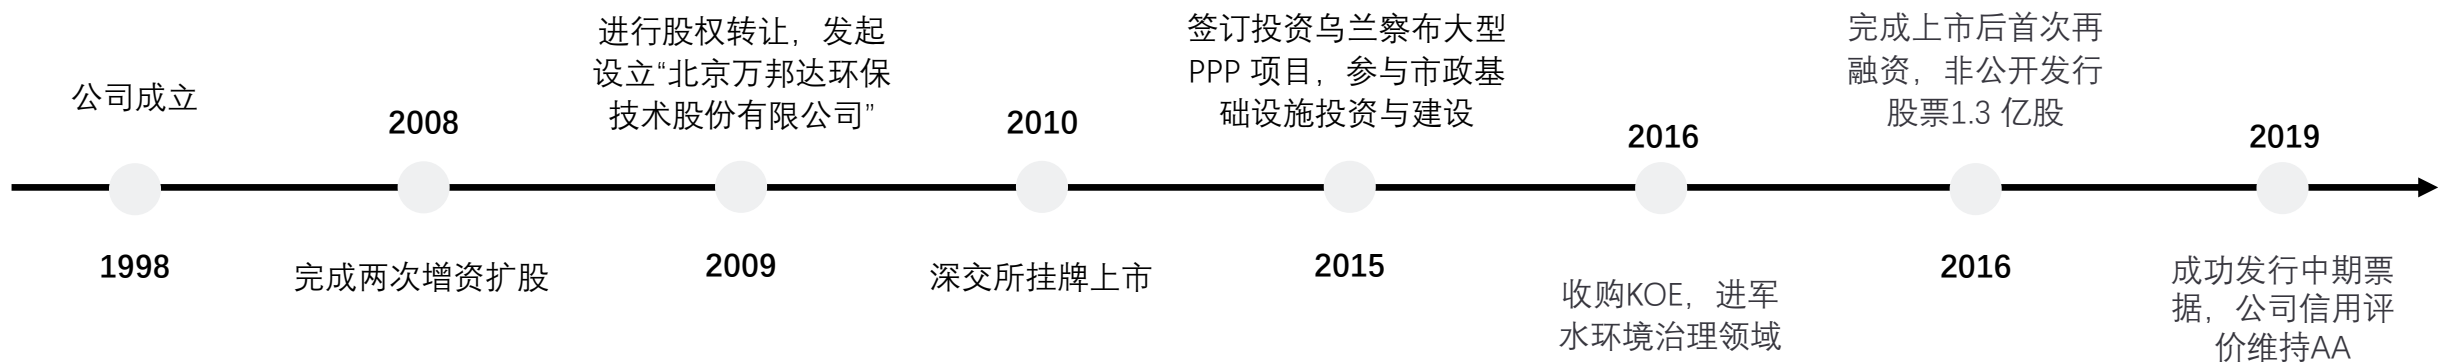 公司成立
1998
2008
完成两次增资扩股
进行股权转让，发起
设立“北京万邦达环保
技术股份有限公司”
2009
2010
深交所挂牌上市
签订投资乌兰察布大型
PPP 项目，参与市政基
础设施投资与建设
2015
2016
收购KOE，进军
水环境治理领域
完成上市后首次再
融资，非公开发行
股票1.3 亿股
2016
2019
成功发行中期票
据，公司信用评
价维持AA